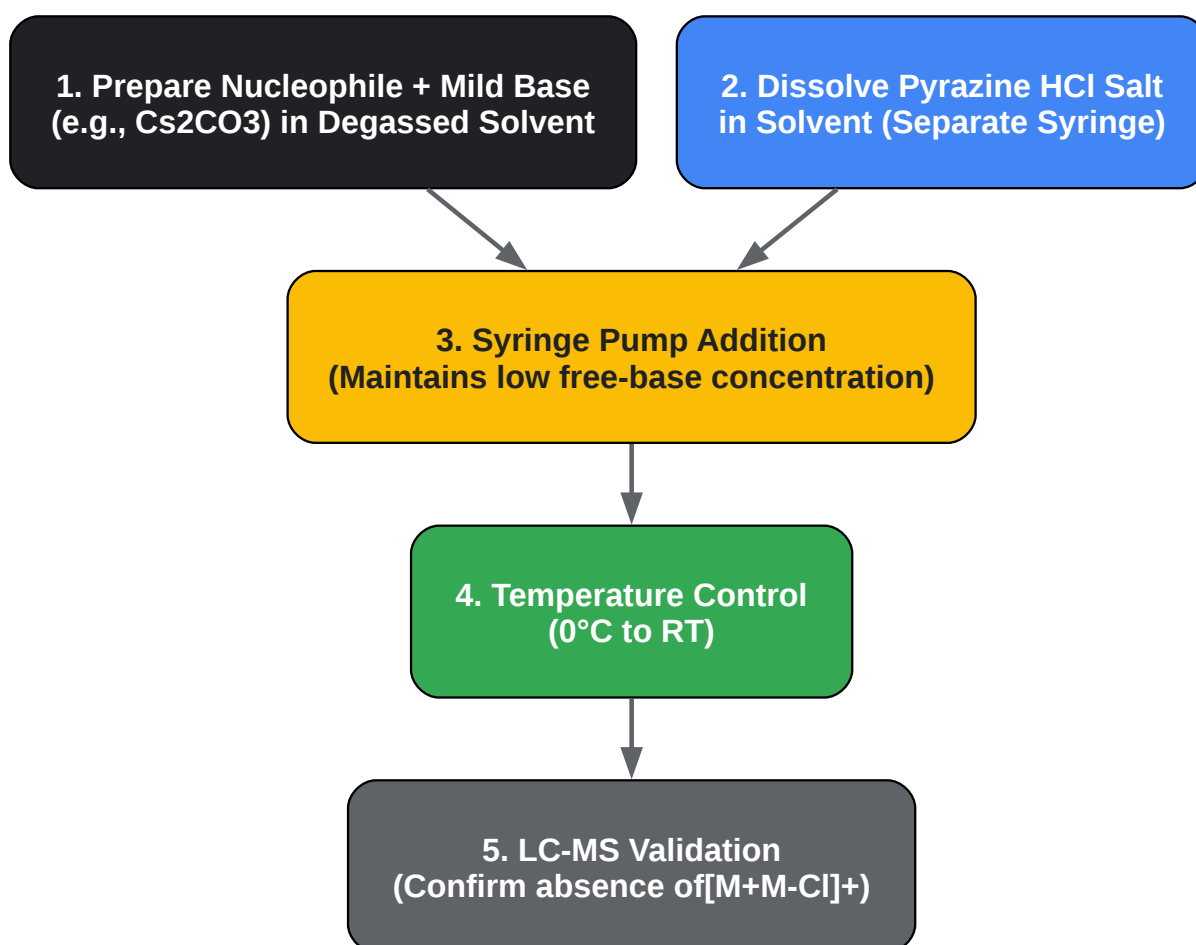 1. Prepare Nucleophile + Mild Base
(e.g., Cs2CO3) in Degassed Solvent
2. Dissolve Pyrazine HCl Salt
in Solvent (Separate Syringe)
3. Syringe Pump Addition
(Maintains low free-base concentration)
4. Temperature Control
(0°C to RT)
5. LC-MS Validation
(Confirm absence of[M+M-Cl]+)